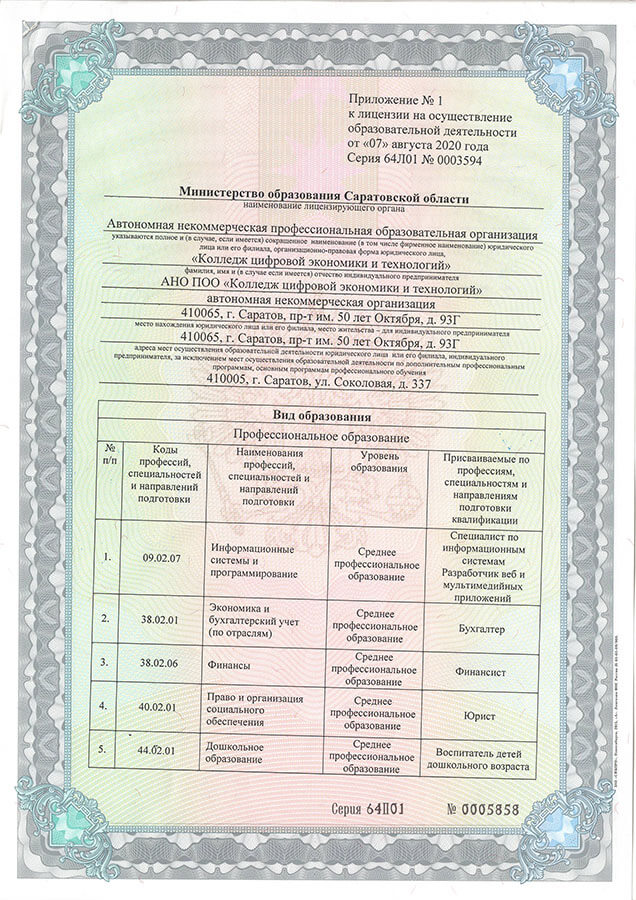 Приложение № 1
к лицензии на осуществление
образовательной деятельности
от «07» августа 2020 года
Серия 64Л01 № 0003594
Министерство образования Саратовской области
наименование лицензирующего органа
Автономная некоммерческая профессиональная образовательная организация
указываются полное и (в случае, если имеется) сокращенное наименование (в том числе фирменное наименование) юридического
лица или его филиала, организационно-правовая форма юридического лица,
«Колледж цифровой экономики и технологий»
фамилия, имя и (в случае если имеется) отчество индивидуального предпринимателя
АНО ПОО «Колледж цифровой экономики и технологий»
автономная некоммерческая организация
410065, г. Саратов, пр-т им. 50 лет Октября, д. 93Г
место нахождения юридического лица или его филиала, место жительства – для индивидуального предпринимателя
410065, г. Саратов, пр-т им. 50 лет Октября, д. 93Г
адреса мест осуществления образовательной деятельности юридического лица или его филиала, индивидуального
предпринимателя, за исключением мест осуществления образовательной деятельности по дополнительным профессиональным
программам, основным программам профессионального обучения
410005, г. Саратов, ул. Соколовая, д. 337
Вид образования
Профессиональное образование
№ п/п
Коды
профессий,
специальностей
и направлений
подготовки
Наименования
профессий,
специальностей и
направлений
подготовки
Уровень
образования
Присваиваемые по
профессиям,
специальностям и
направлениям
подготовки
квалификации
1.
09.02.07
Информационные
системы и
программирование
Среднее
профессиональное
образование
Специалист по
информационным
системам
Разработчик веб и
мультимедийных
приложений
2.
38.02.01
Экономика и
бухгалтерский учет
(по отраслям)
Среднее
профессиональное
образование
Бухгалтер
3.
38.02.06
Финансы
Среднее
профессиональное
образование
Финансист
4.
40.02.01
Право и организация
социального
обеспечения
Среднее
профессиональное
образование
Юрист
5.
44.02.01
Дошкольное
образование
Среднее
профессиональное
образование
Воспитатель детей
дошкольного возраста
Серия 64П01 № 0005858